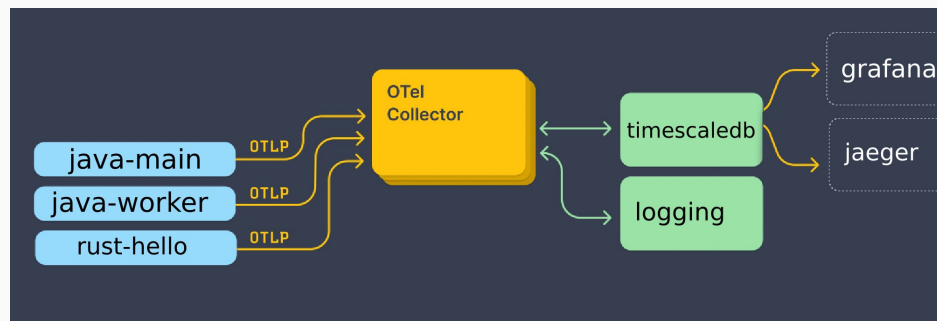 OTel
Collector
java-main
OTLP
java-worker
OTLP
rust-hello
OTLP
timescaledb
logging
grafana
jaeger